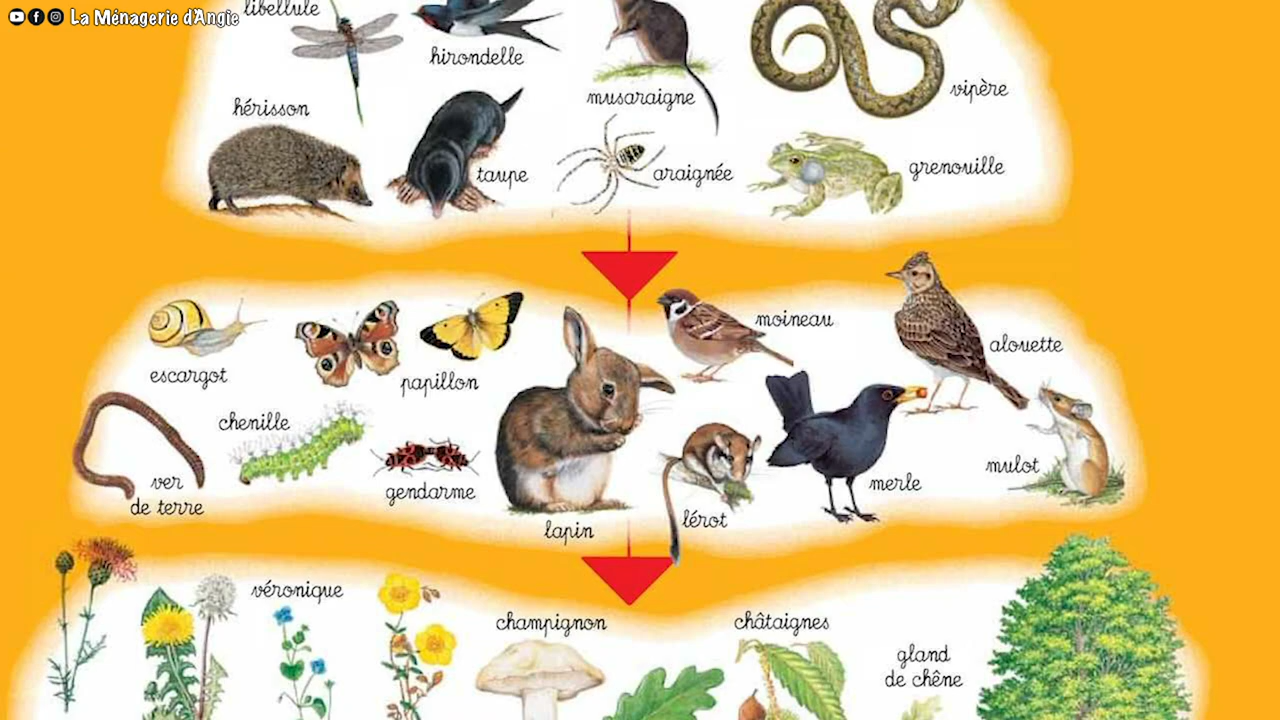 La Ménagerie d'Angie
libellule
hirondelle
musaraigne
vipère
hérisson
taupe
araignée
grenouille
escargot
papillon
moineau
alouette
chenille
ver
de terre
gendarme
lapin
lérot
merle
mulot
véronique
champignon
châtaignes
gland
de chêne